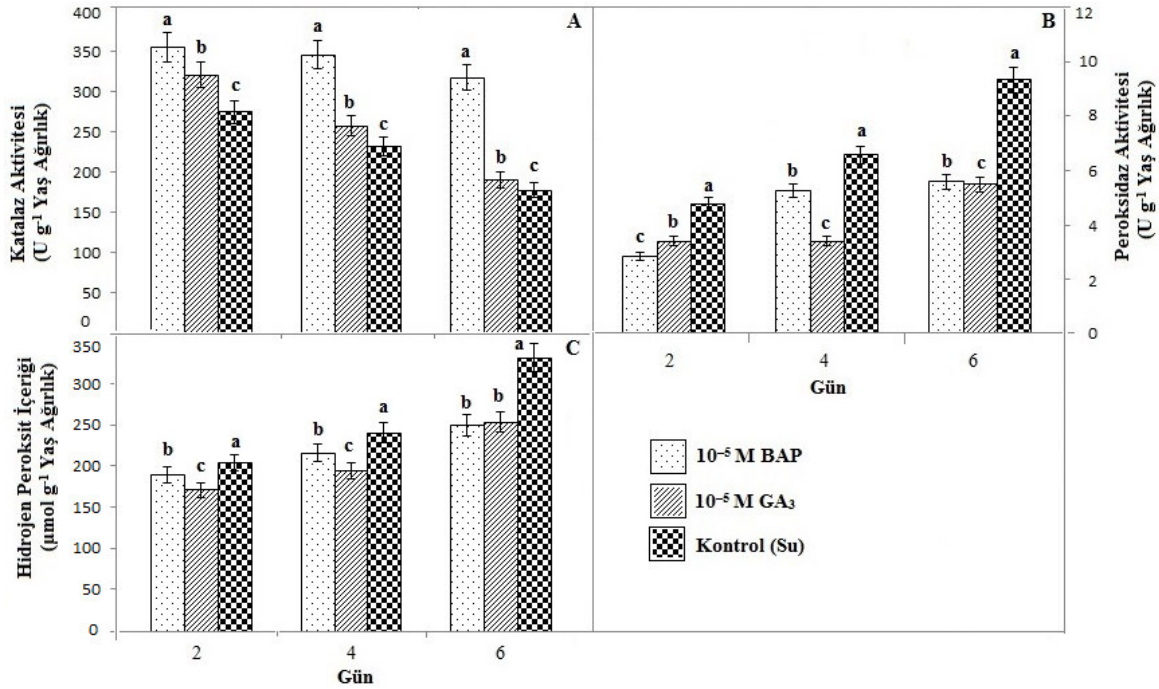 A
Katalaz Aktivitesi
(U g⁻¹ Yaş Ağırlık)
400
350
300
250
200
150
100
50
0
a
b
c
a
b
c
a
b
c
B
Peroksidaz Aktivitesi
(U g⁻¹ Yaş Ağırlık)
12
10
8
6
4
2
0
c
b
a
b
c
a
b
c
a
2
4
6
Gün
C
Hidrojen Peroksit İçeriği
(µmol g⁻¹ Yaş Ağırlık)
350
300
250
200
150
100
50
0
b
c
a
b
c
a
b
b
a
2
4
6
Gün
10⁻⁵ M BAP
10⁻⁵ M GA₃
Kontrol (Su)